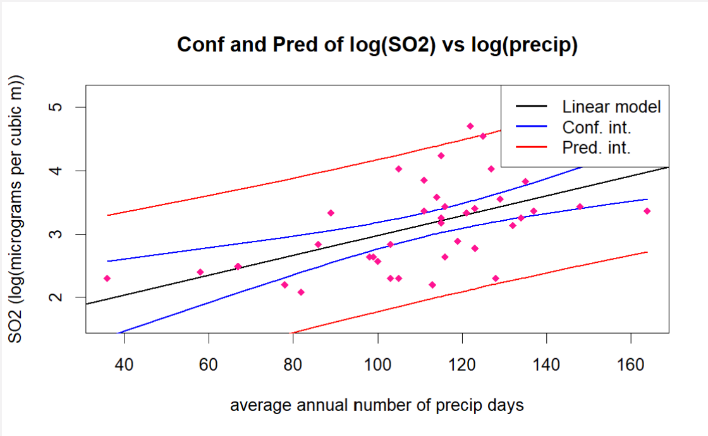 Conf and Pred of log(SO2) vs log(precip)
SO2 (log(micrograms per cubic m))
5
4
3
2
Linear model
Conf. int.
Pred. int.
40 60 80 100 120 140 160
average annual number of precip days